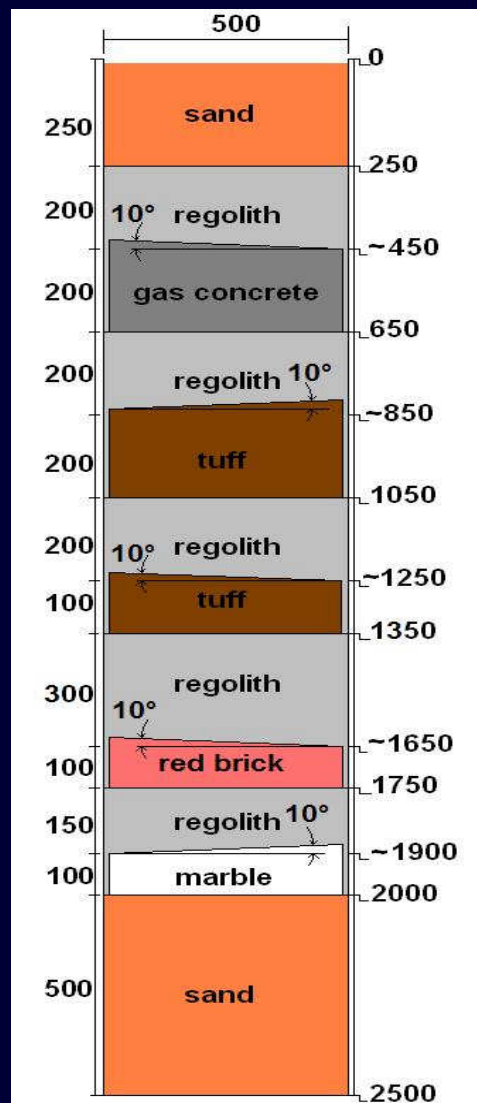 500
0
sand
250
250
200
regolith
10°
~450
200
gas concrete
650
200
regolith
10°
~850
200
tuff
1050
200
regolith
10°
~1250
100
tuff
1350
300
regolith
10°
~1650
100
red brick
1750
150
regolith
10°
~1900
100
marble
2000
500
sand
2500